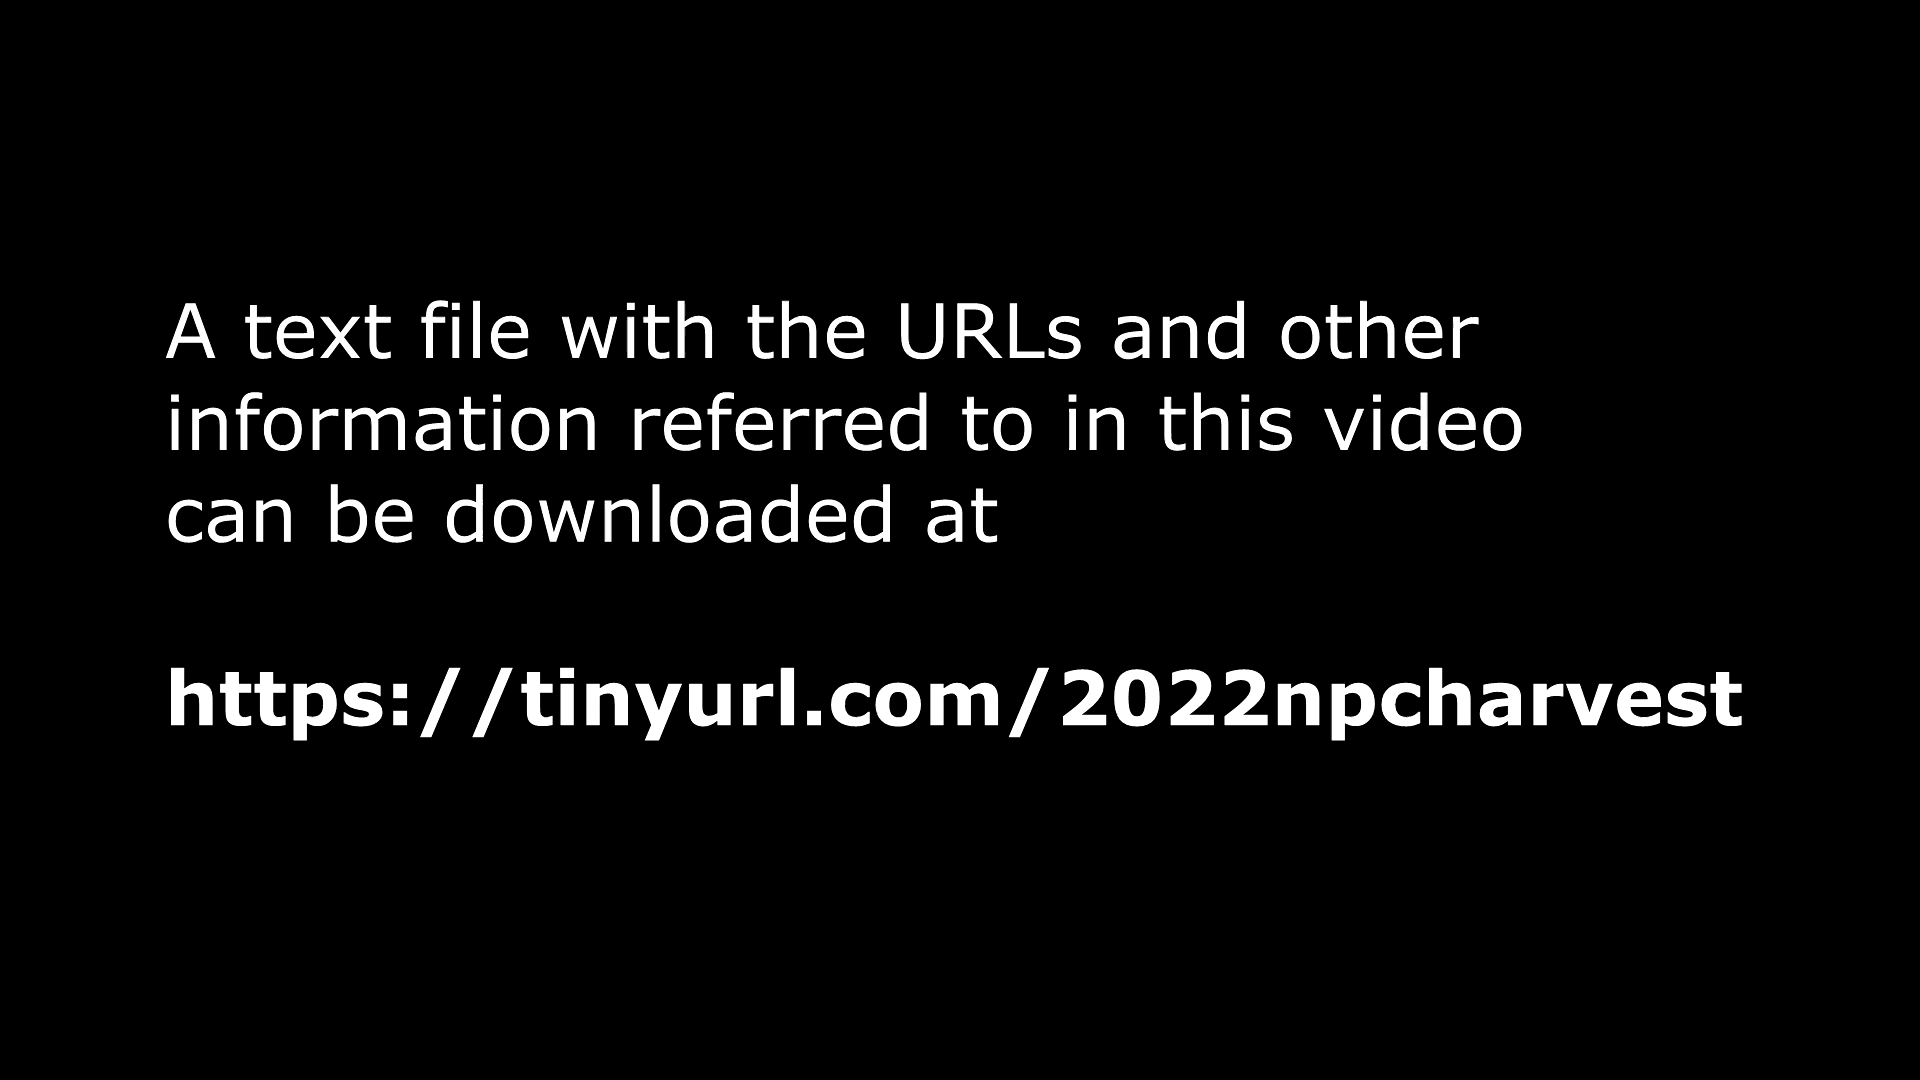 A text file with the URLs and other
information referred to in this video
can be downloaded at
https://tinyurl.com/2022npcharvest